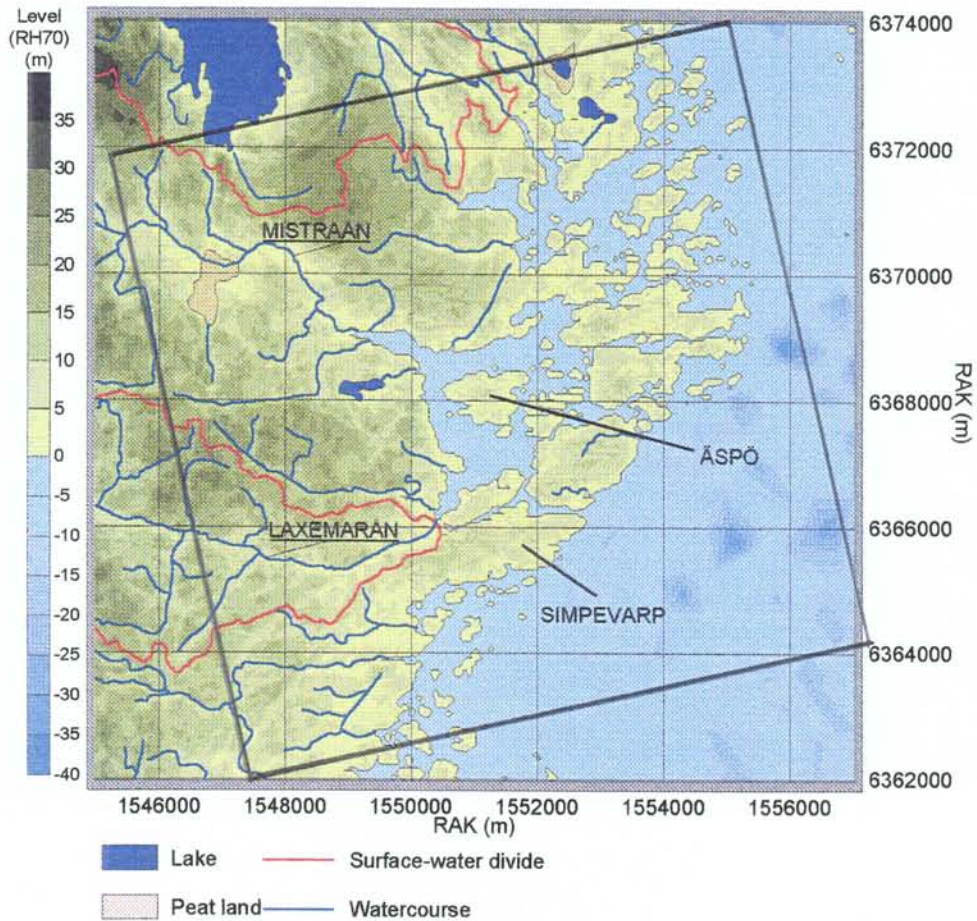 Level
(RH70)
(m)
35
30
25
20
15
10
5
0
-5
-10
-15
-20
-25
-30
-35
-40
MISTRAÅN
ÄSPÖ
LAXEMARÅN
SIMPEVARP
6374000
6372000
6370000
6368000
6366000
6364000
6362000
RAK (m)
1546000 1548000 1550000 1552000 1554000 1556000
RAK (m)
Lake
Surface-water divide
Peat land
Watercourse